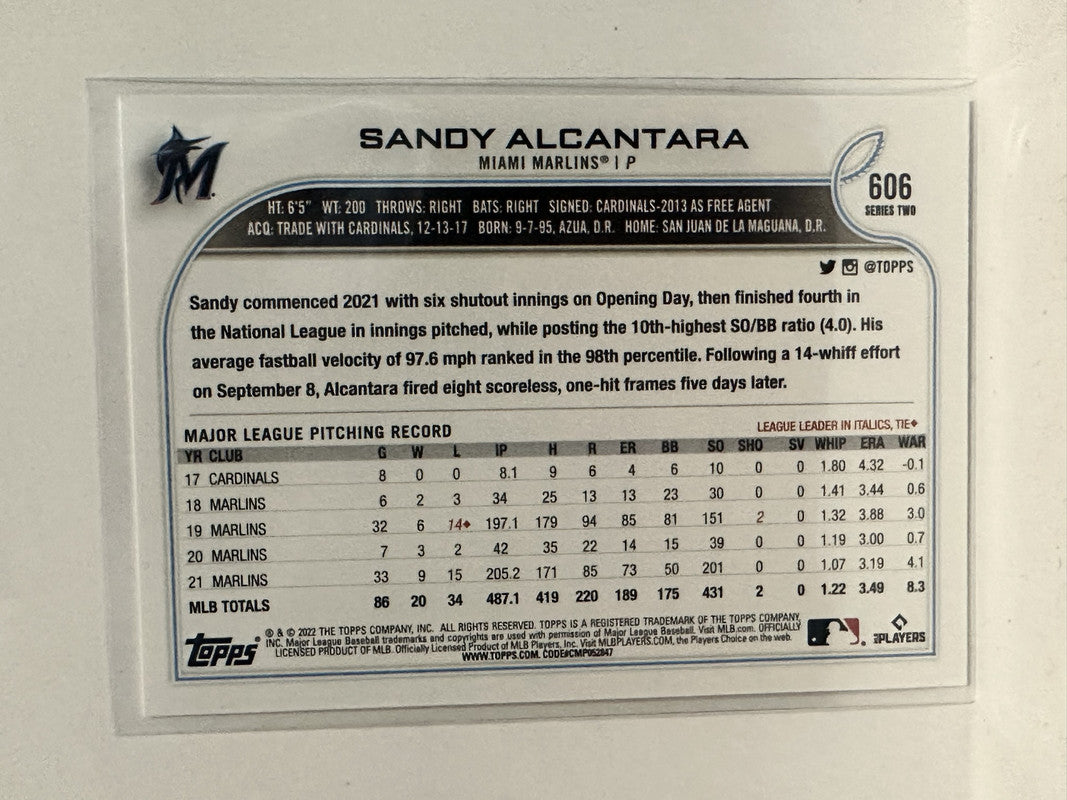 M
SANDY ALCANTARA
MIAMI MARLINS® | P
606
SERIES TWO
HT: 6'5" WT: 200 THROWS: RIGHT BATS: RIGHT SIGNED: CARDINALS-2013 AS FREE AGENT
ACQ: TRADE WITH CARDINALS, 12-13-17 BORN: 9-7-95, AZUA, D.R. HOME: SAN JUAN DE LA MAGUANA, D.R.
@TOPPS
Sandy commenced 2021 with six shutout innings on Opening Day, then finished fourth in
the National League in innings pitched, while posting the 10th-highest SO/BB ratio (4.0). His
average fastball velocity of 97.6 mph ranked in the 98th percentile. Following a 14-whiff effort
on September 8, Alcantara fired eight scoreless, one-hit frames five days later.
MAJOR LEAGUE PITCHING RECORD LEAGUE LEADER IN ITALICS, TIE♦
YR CLUB G W L IP H R ER BB SO SHO SV WHIP ERA WAR
17 CARDINALS 8 0 0 8.1 9 6 4 6 10 0 0 1.80 4.32 -0.1
18 MARLINS 6 2 3 34 25 13 13 23 30 0 0 1.41 3.44 0.6
19 MARLINS 32 6 14♦ 197.1 179 94 85 81 151 2 0 1.32 3.88 3.0
20 MARLINS 7 3 2 42 35 22 14 15 39 0 0 1.19 3.00 0.7
21 MARLINS 33 9 15 205.2 171 85 73 50 201 0 0 1.07 3.19 4.1
MLB TOTALS 86 20 34 487.1 419 220 189 175 431 2 0 1.22 3.49 8.3
Topps
® & © 2022 THE TOPPS COMPANY, INC. ALL RIGHTS RESERVED. TOPPS IS A REGISTERED TRADEMARK OF THE TOPPS COMPANY,
INC. Major League Baseball trademarks and copyrights are used with permission of Major League Baseball. Visit MLB.com. OFFICIALLY
LICENSED PRODUCT OF MLB. Officially Licensed Product of MLB Players, Inc. Visit MLBPLAYERS.COM, the Players Choice on the web.
WWW.TOPPS.COM. CODE#CMP052847
PLAYERS